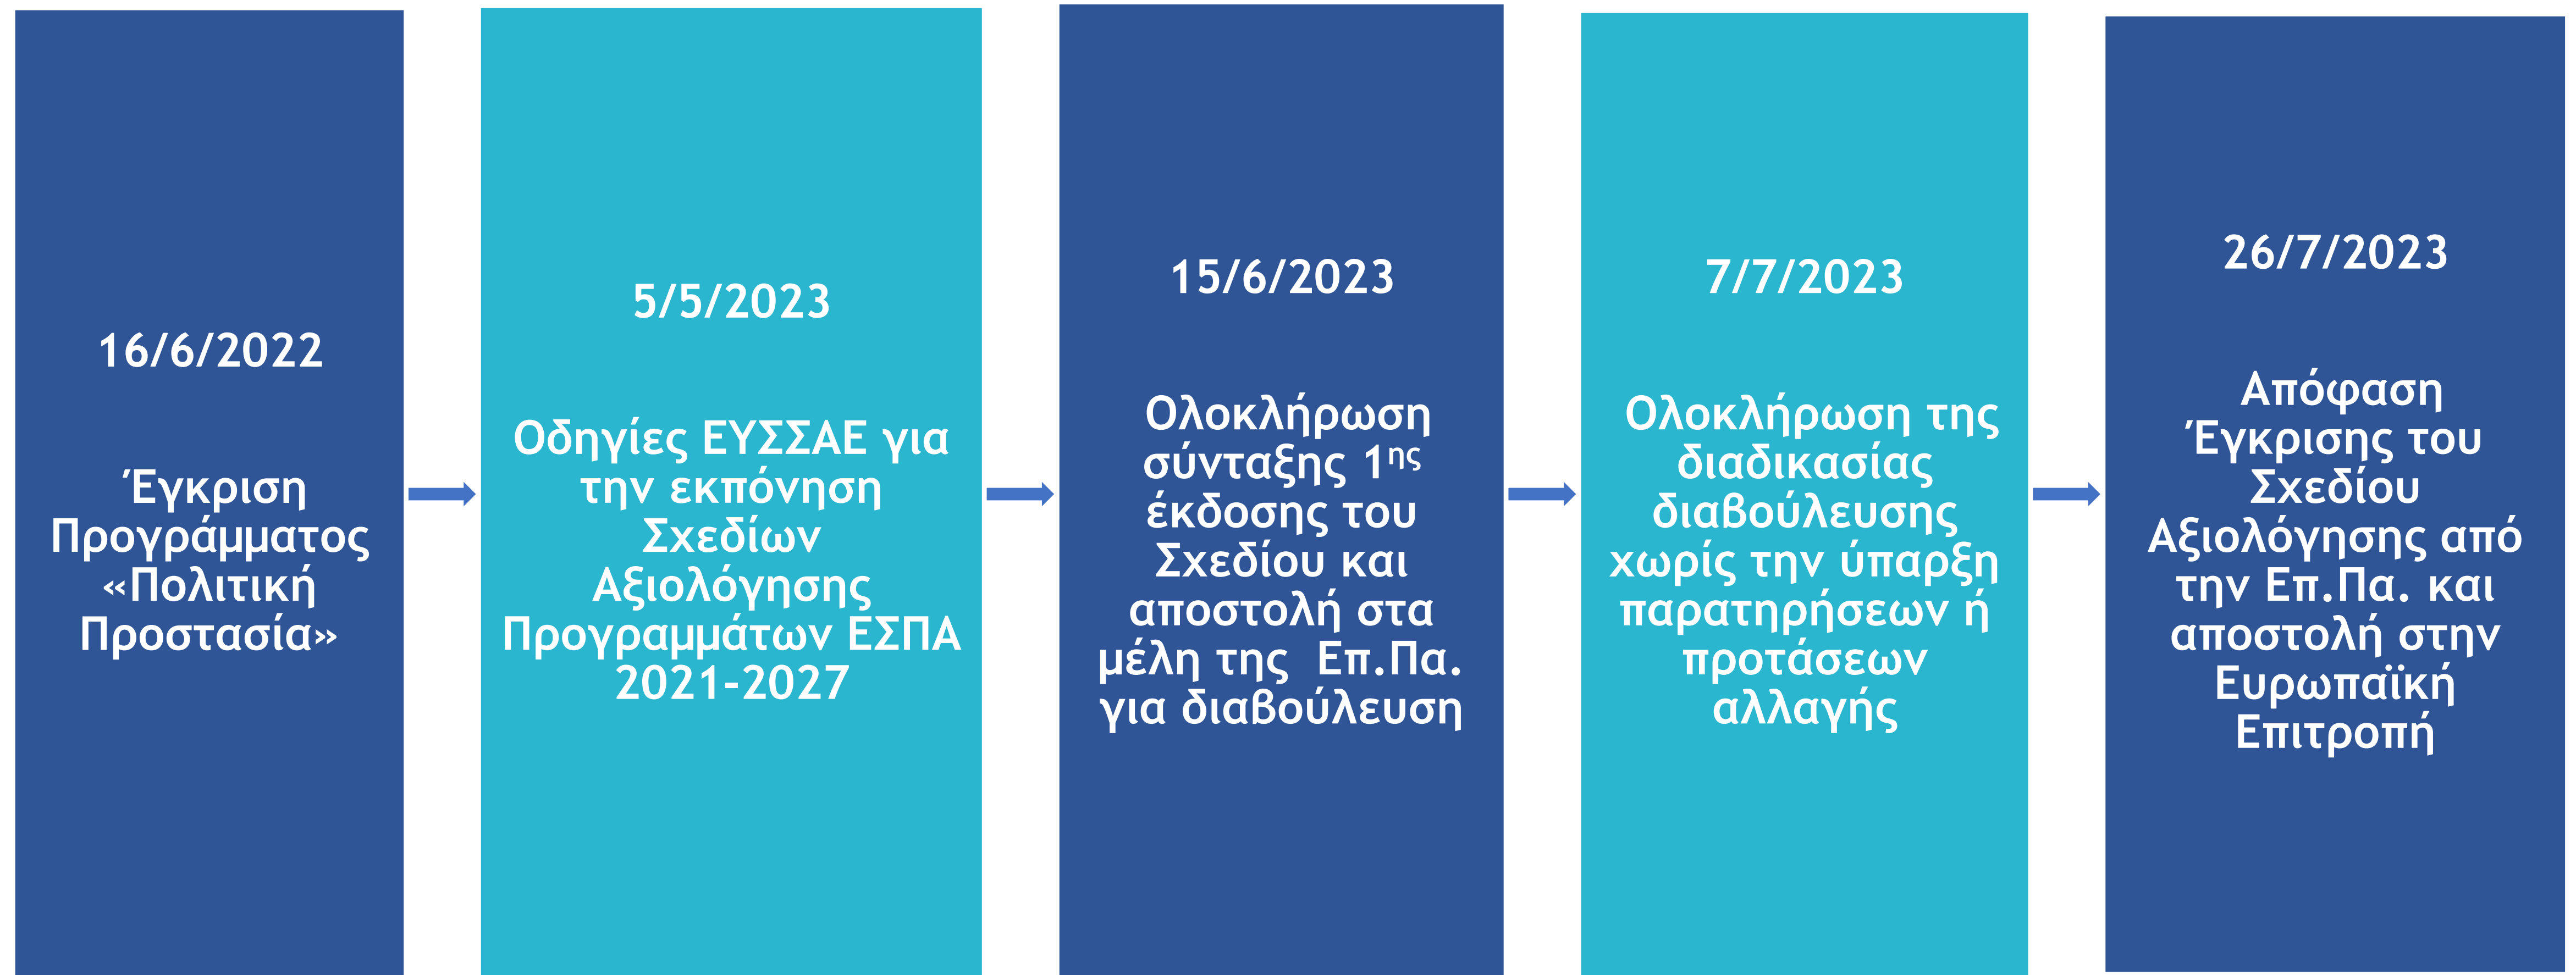 16/6/2022
Έγκριση
Προγράμματος
«Πολιτική
Προστασία»
5/5/2023
Οδηγίες ΕΥΣΣΑΕ για
την εκπόνηση
Σχεδίων
Αξιολόγησης
Προγραμμάτων ΕΣΠΑ
2021-2027
15/6/2023
Ολοκλήρωση
σύνταξης 1ης
έκδοσης του
Σχεδίου και
αποστολή στα
μέλη της  Επ.Πα.
για διαβούλευση
7/7/2023
Ολοκλήρωση της
διαδικασίας
διαβούλευσης
χωρίς την ύπαρξη
παρατηρήσεων ή
προτάσεων
αλλαγής
26/7/2023
Απόφαση
Έγκρισης του
Σχεδίου
Αξιολόγησης από
την Επ.Πα. και
αποστολή στην
Ευρωπαϊκή
Επιτροπή